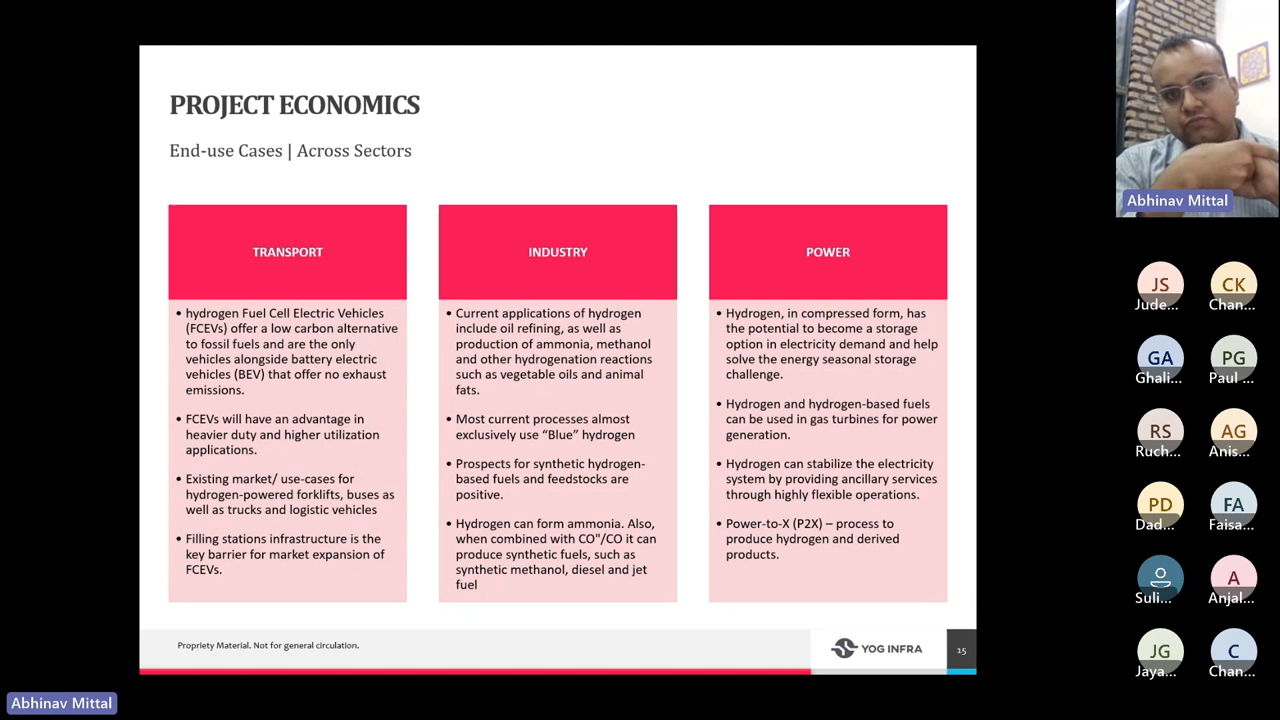 PROJECT ECONOMICS
End-use Cases | Across Sectors
TRANSPORT
• hydrogen Fuel Cell Electric Vehicles
(FCEVs) offer a low carbon alternative
to fossil fuels and are the only
vehicles alongside battery electric
vehicles (BEV) that offer no exhaust
emissions.
• FCEVs will have an advantage in
heavier duty and higher utilization
applications.
• Existing market/ use-cases for
hydrogen-powered forklifts, buses as
well as trucks and logistic vehicles
• Filling stations infrastructure is the
key barrier for market expansion of
FCEVs.
INDUSTRY
• Current applications of hydrogen
include oil refining, as well as
production of ammonia, methanol
and other hydrogenation reactions
such as vegetable oils and animal
fats.
• Most current processes almost
exclusively use “Blue” hydrogen
• Prospects for synthetic hydrogen-
based fuels and feedstocks are
positive.
• Hydrogen can form ammonia. Also,
when combined with CO"/CO it can
produce synthetic fuels, such as
synthetic methanol, diesel and jet
fuel
POWER
• Hydrogen, in compressed form, has
the potential to become a storage
option in electricity demand and help
solve the energy seasonal storage
challenge.
• Hydrogen and hydrogen-based fuels
can be used in gas turbines for power
generation.
• Hydrogen can stabilize the electricity
system by providing ancillary services
through highly flexible operations.
• Power-to-X (P2X) – process to
produce hydrogen and derived
products.
Propriety Material. Not for general circulation.
YOG INFRA
15
Abhinav Mittal
JS
Jude...
CK
Chan...
GA
Ghali...
PG
Paul ...
RS
Ruch...
AG
Anis...
PD
Dad...
FA
Faisa...
Suli...
A
Anjal...
JG
Jaya...
C
Chan...
Abhinav Mittal